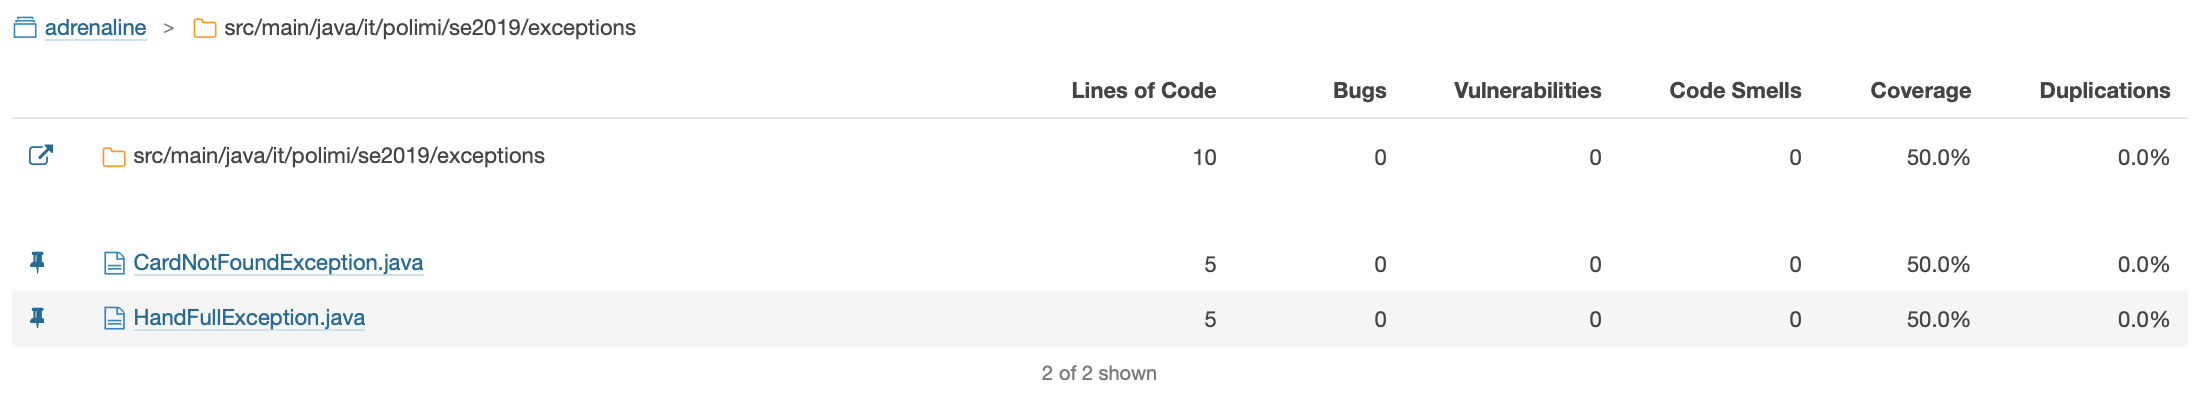 adrenaline > src/main/java/it/polimi/se2019/exceptions
Lines of Code Bugs Vulnerabilities Code Smells Coverage Duplications
src/main/java/it/polimi/se2019/exceptions 10 0 0 0 50.0% 0.0%
CardNotFoundException.java 5 0 0 0 50.0% 0.0%
HandFullException.java 5 0 0 0 50.0% 0.0%
2 of 2 shown